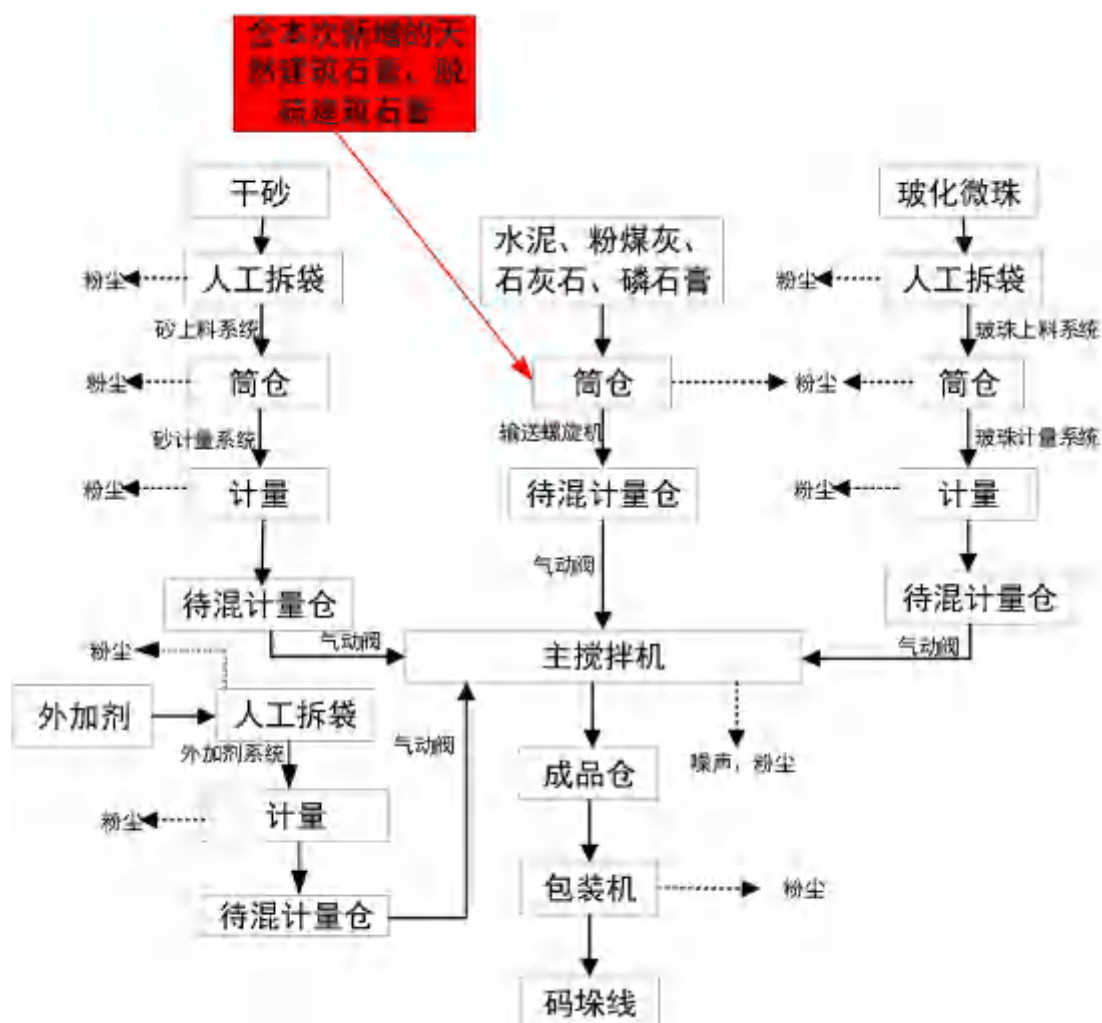 含本次新增的天
然建筑石膏、脱
硫建筑石膏
干砂
玻化微珠
水泥、粉煤灰、
石灰石、磷石膏
粉尘
人工拆袋
粉尘
人工拆袋
砂上料系统
玻珠上料系统
粉尘
筒仓
筒仓
粉尘
筒仓
砂计量系统
输送螺旋机
玻珠计量系统
粉尘
计量
待混计量仓
粉尘
计量
气动阀
待混计量仓
待混计量仓
粉尘
气动阀
主搅拌机
气动阀
外加剂
人工拆袋
外加剂系统
气动阀
成品仓
噪声，粉尘
粉尘
计量
包装机
粉尘
待混计量仓
码垛线